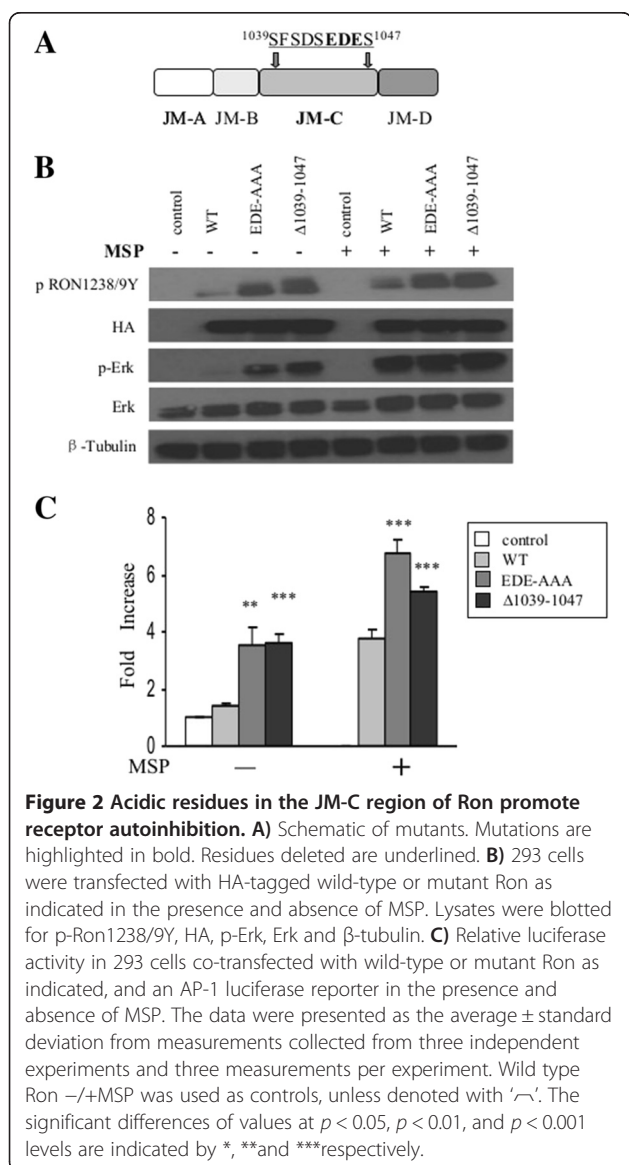 A
¹⁰³⁹SFSDSEDES¹⁰⁴⁷
JM-A JM-B JM-C JM-D
B
control WT EDE-AAA Δ1039-1047 control WT EDE-AAA Δ1039-1047
MSP - - - - + + + +
p RON1238/9Y
HA
p-Erk
Erk
β-Tubulin
C
8
6
4
2
0
Fold Increase
** *** *** ***
control
WT
EDE-AAA
Δ1039-1047
MSP — +
Figure 2 Acidic residues in the JM-C region of Ron promote
receptor autoinhibition. A) Schematic of mutants. Mutations are
highlighted in bold. Residues deleted are underlined. B) 293 cells
were transfected with HA-tagged wild-type or mutant Ron as
indicated in the presence and absence of MSP. Lysates were blotted
for p-Ron1238/9Y, HA, p-Erk, Erk and β-tubulin. C) Relative luciferase
activity in 293 cells co-transfected with wild-type or mutant Ron as
indicated, and an AP-1 luciferase reporter in the presence and
absence of MSP. The data were presented as the average ± standard
deviation from measurements collected from three independent
experiments and three measurements per experiment. Wild type
Ron −/+MSP was used as controls, unless denoted with ‘︹’. The
significant differences of values at p < 0.05, p < 0.01, and p < 0.001
levels are indicated by *, **and ***respectively.